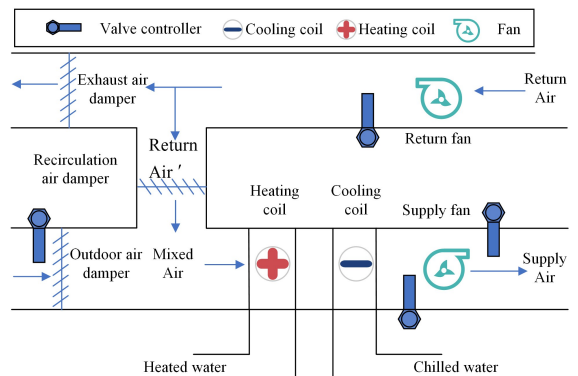 Valve controller
Cooling coil
Heating coil
Fan
Exhaust air
damper
Return
Air
Return fan
Return
Air ′
Recirculation
air damper
Heating
coil
Cooling
coil
Supply fan
Outdoor air
damper
Mixed
Air
Supply
Air
Heated water
Chilled water